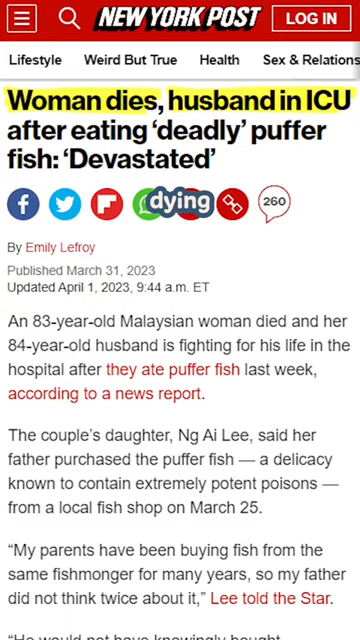 NEW YORK POST
LOG IN
Lifestyle Weird But True Health Sex & Relations
Woman dies, husband in ICU
after eating ‘deadly’ puffer
fish: ‘Devastated’
dying
260
By Emily Lefroy
Published March 31, 2023
Updated April 1, 2023, 9:44 a.m. ET
An 83-year-old Malaysian woman died and her
84-year-old husband is fighting for his life in the
hospital after they ate puffer fish last week,
according to a news report.
The couple’s daughter, Ng Ai Lee, said her
father purchased the puffer fish — a delicacy
known to contain extremely potent poisons —
from a local fish shop on March 25.
“My parents have been buying fish from the
same fishmonger for many years, so my father
did not think twice about it,” Lee told the Star.
“He would not have knowingly bought